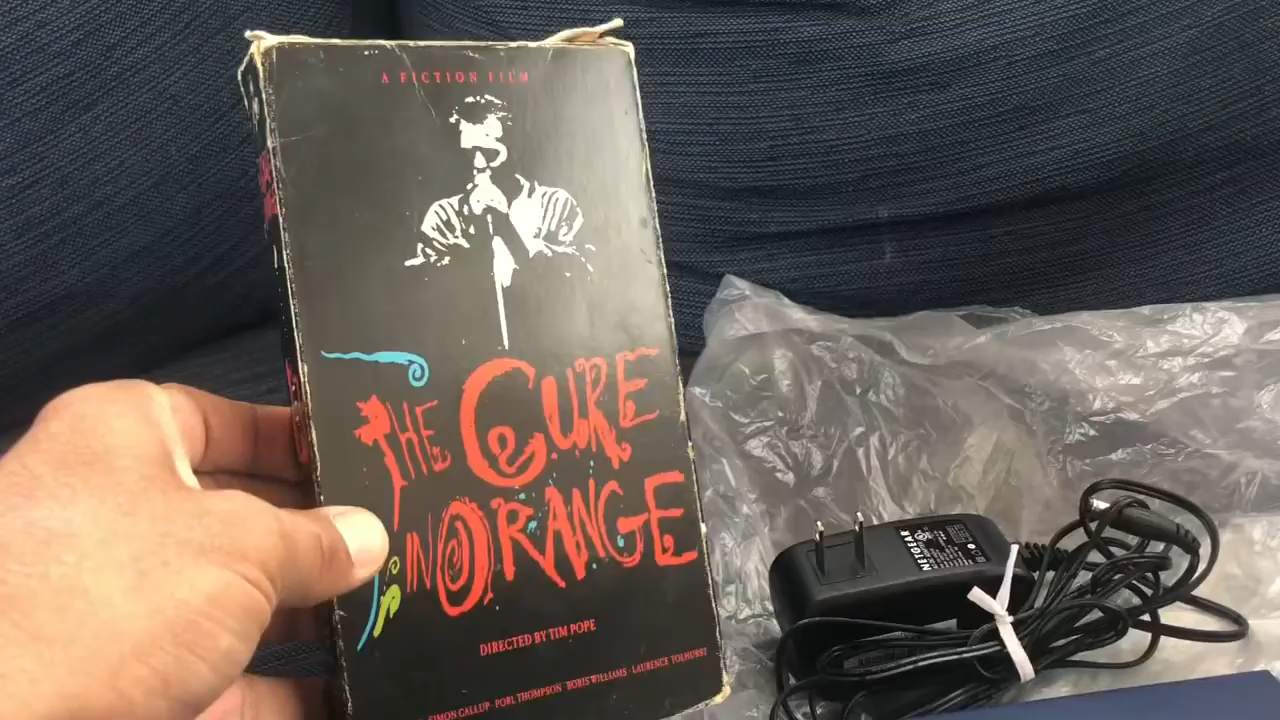 A FICTION FILM
THE CURE
IN ORANGE
DIRECTED BY TIM POPE
SIMON GALLUP · PORL THOMPSON · BORIS WILLIAMS · LAURENCE TOLHURST
NETGEAR